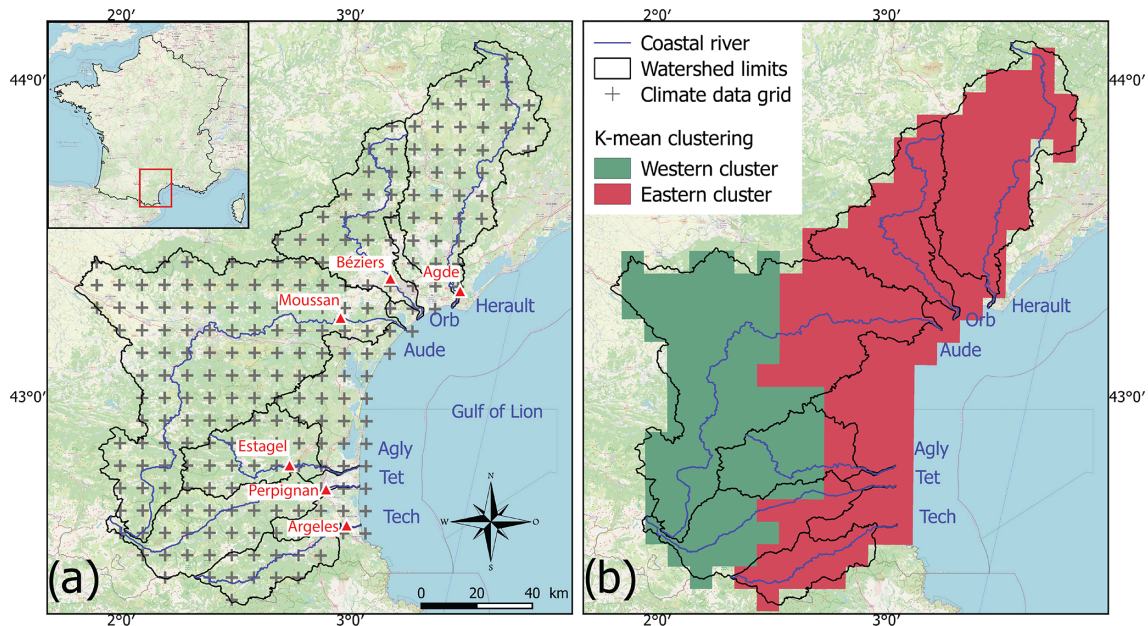 2°0'
3°0'
2°0'
3°0'
44°0'
44°0'
43°0'
43°0'
Béziers
Agde
Moussan
Herault
Orb
Aude
Gulf of Lion
Estagel
Agly
Tet
Perpignan
Argeles
Tech
N
W
O
S
(a)
0 20 40 km
2°0'
3°0'
Coastal river
Watershed limits
Climate data grid
K-mean clustering
Western cluster
Eastern cluster
Herault
Orb
Aude
Agly
Tet
Tech
(b)
2°0'
3°0'